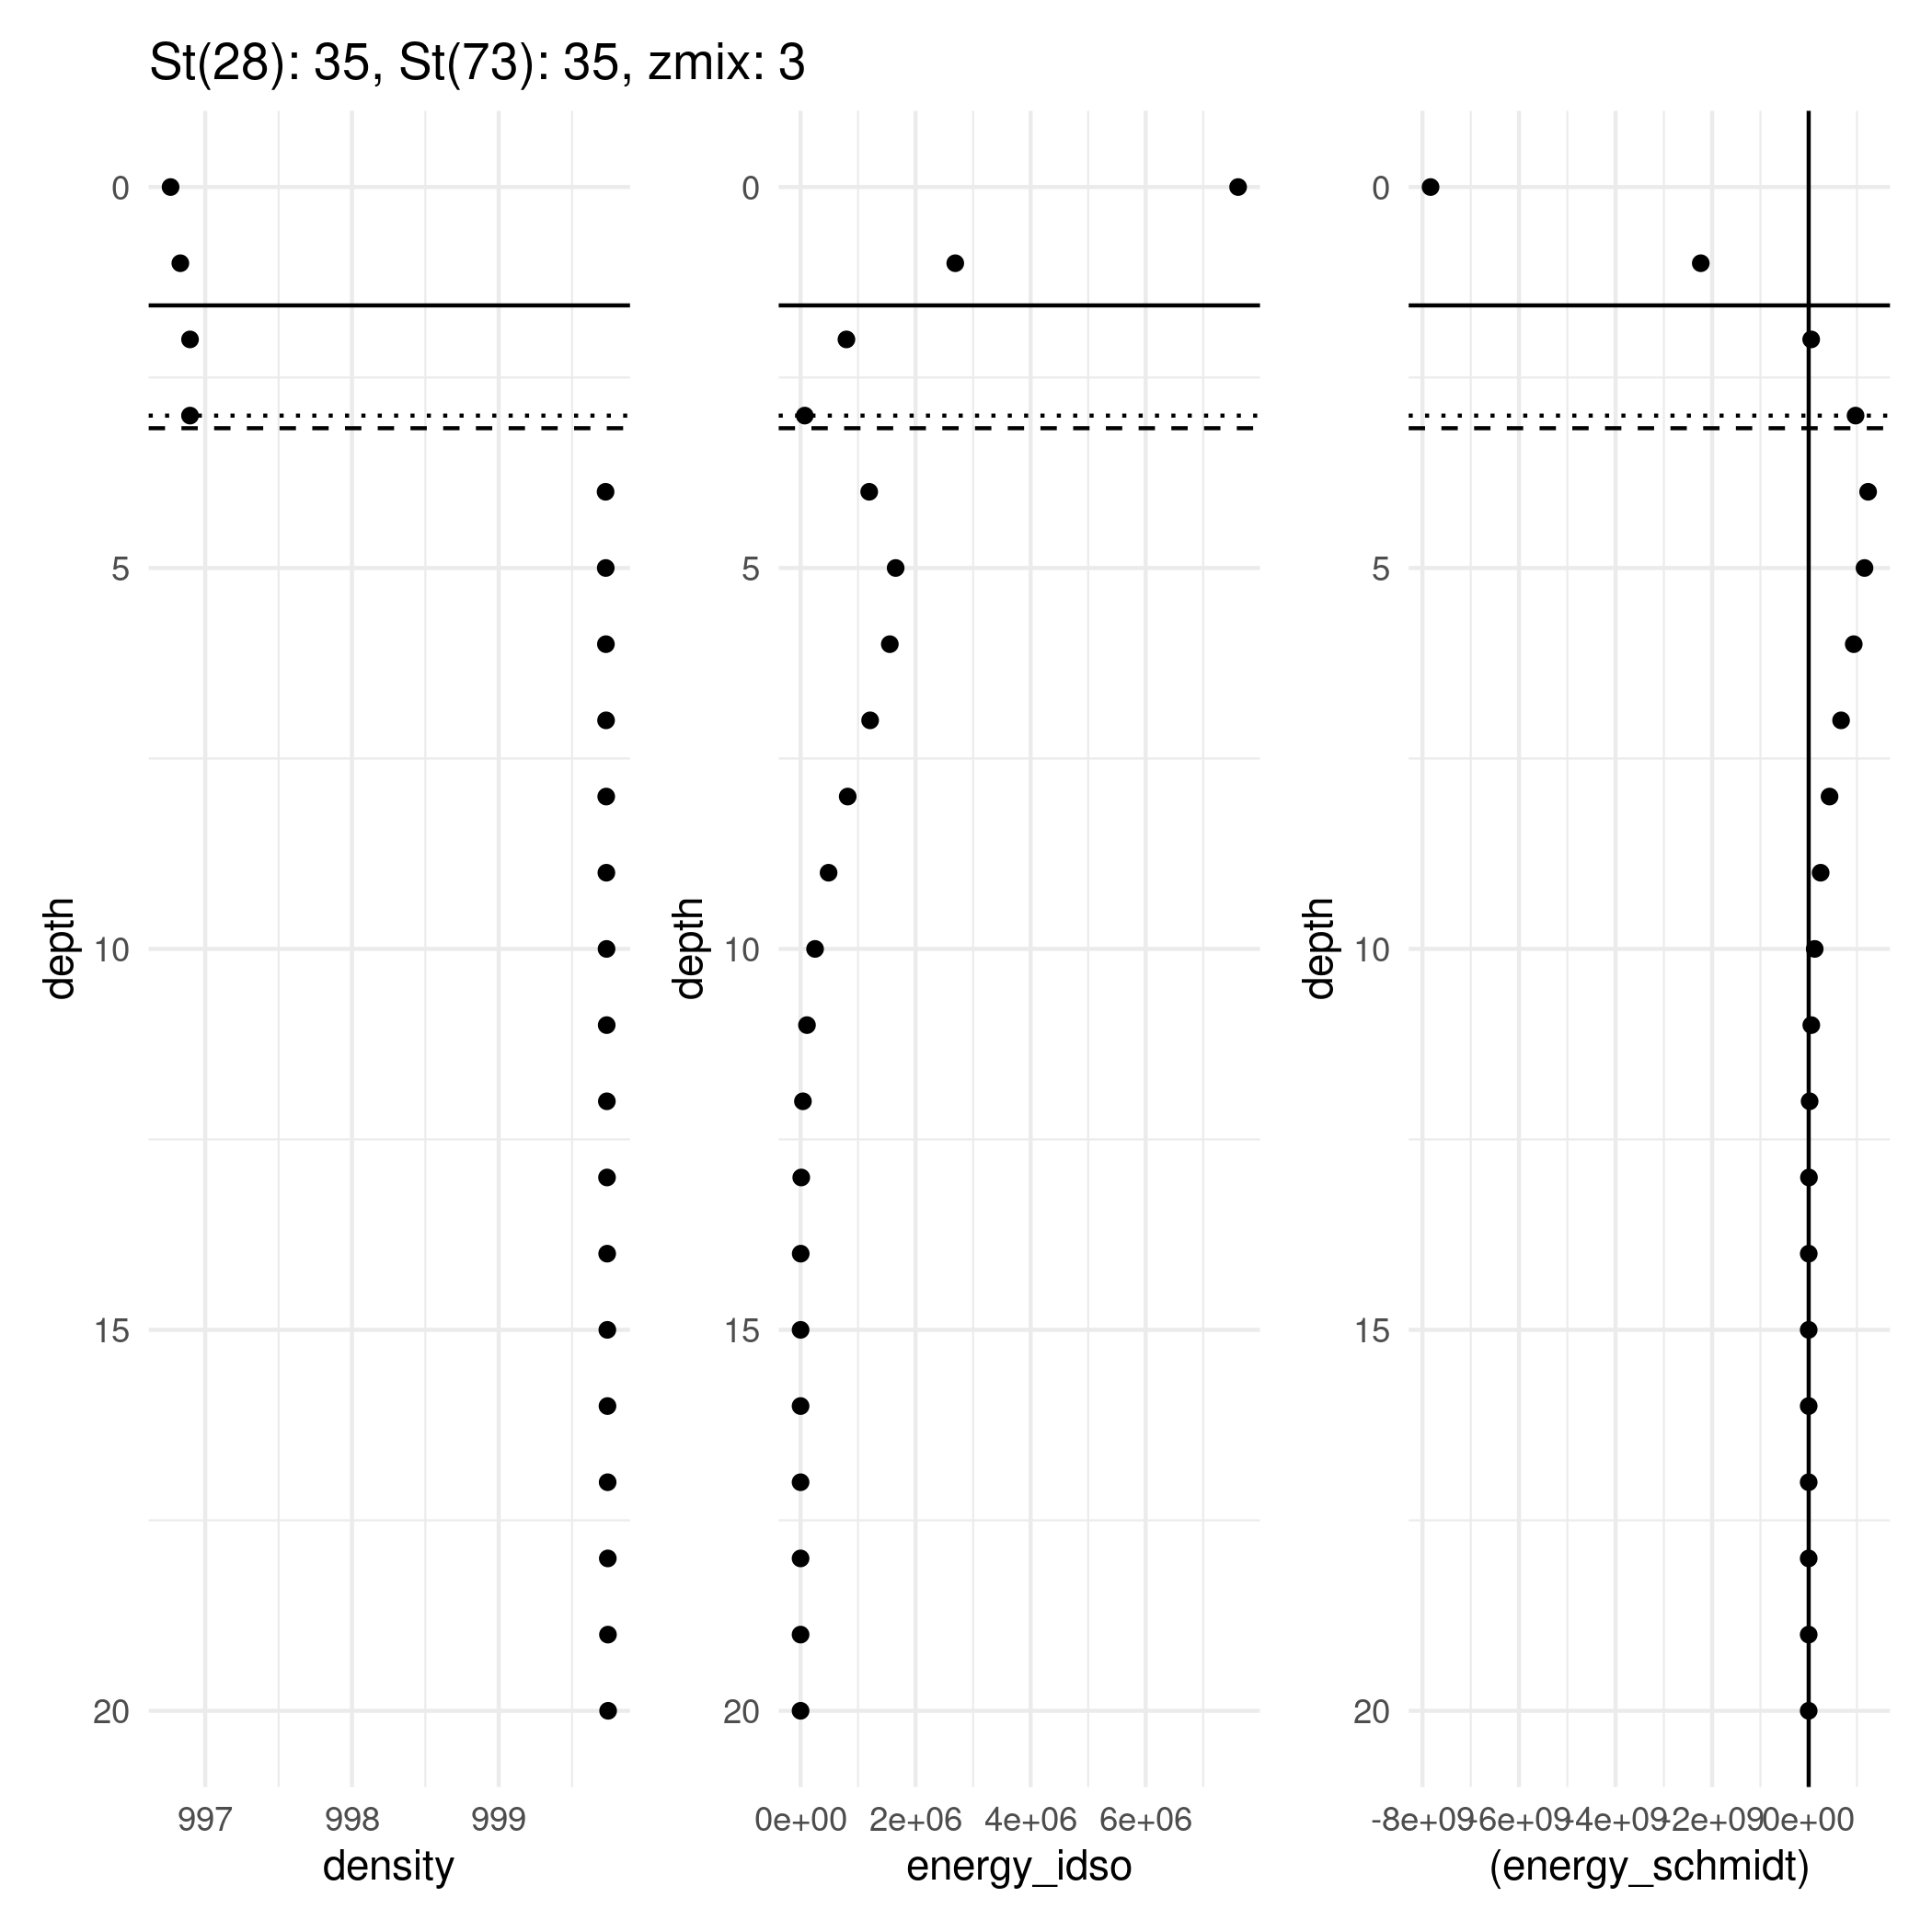 St(28): 35, St(73): 35, zmix: 3
0
5
10
15
20
depth
997 998 999
density
0
5
10
15
20
depth
0e+00 2e+06 4e+06 6e+06
energy_idso
0
5
10
15
20
depth
-8e+09 -6e+09 -4e+09 -2e+09 0e+00
(energy_schmidt)